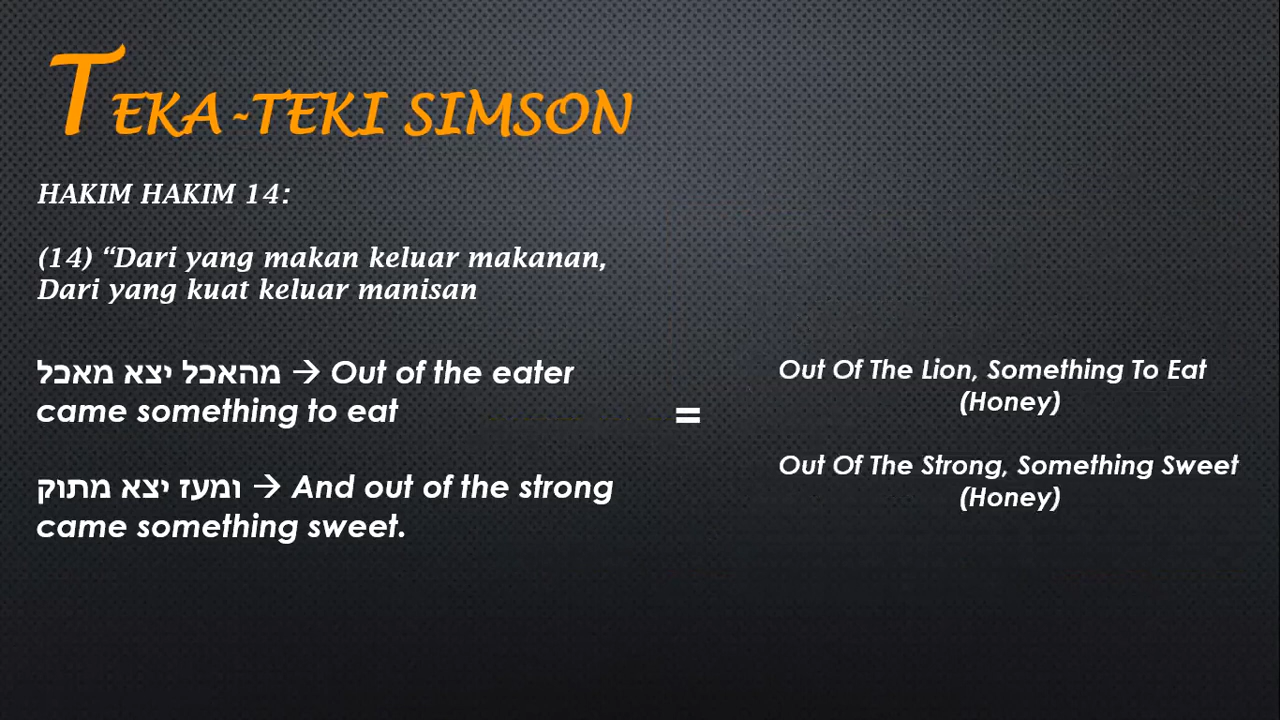 TEKA-TEKI SIMSON
HAKIM HAKIM 14:
(14) “Dari yang makan keluar makanan,
Dari yang kuat keluar manisan
מהאכל יצא מאכל → Out of the eater
came something to eat
ומעז יצא מתוק → And out of the strong
came something sweet.
=
Out Of The Lion, Something To Eat
(Honey)
Out Of The Strong, Something Sweet
(Honey)